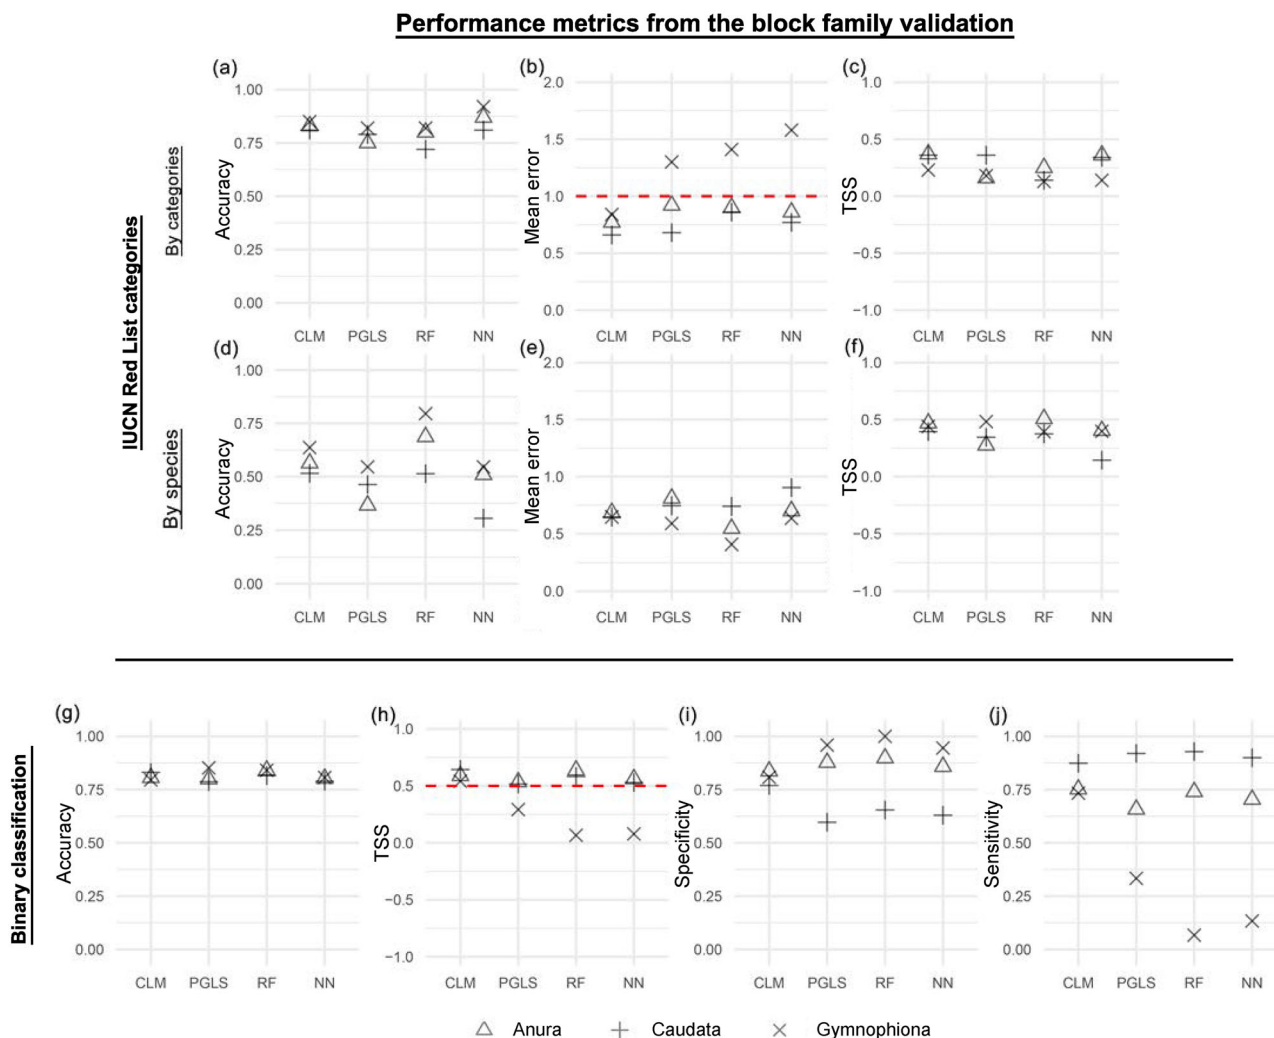 Performance metrics from the block family validation
(a)
(b)
(c)
1.00
0.75
0.50
0.25
0.00
Accuracy
CLM PGLS RF NN
2.0
1.5
1.0
0.5
0.0
Mean error
CLM PGLS RF NN
1.0
0.5
0.0
−0.5
−1.0
TSS
CLM PGLS RF NN
By categories
IUCN Red List categories
By species
(d)
(e)
(f)
1.00
0.75
0.50
0.25
0.00
Accuracy
CLM PGLS RF NN
2.0
1.5
1.0
0.5
0.0
Mean error
CLM PGLS RF NN
1.0
0.5
0.0
−0.5
−1.0
TSS
CLM PGLS RF NN
Binary classification
(g)
(h)
(i)
(j)
1.00
0.75
0.50
0.25
0.00
Accuracy
CLM PGLS RF NN
1.0
0.5
0.0
−0.5
−1.0
TSS
CLM PGLS RF NN
1.00
0.75
0.50
0.25
0.00
Specificity
CLM PGLS RF NN
1.00
0.75
0.50
0.25
0.00
Sensitivity
CLM PGLS RF NN
Anura Caudata Gymnophiona